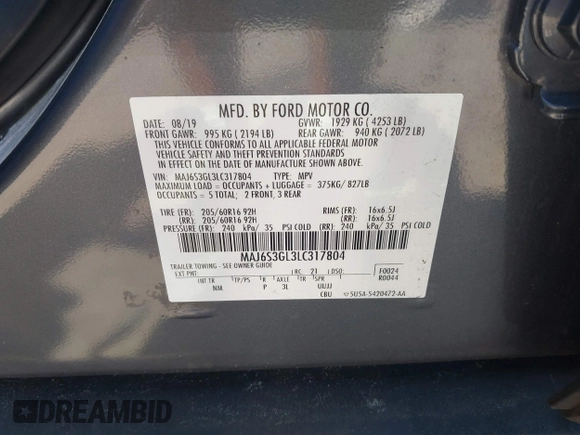 MFD. BY FORD MOTOR CO.
DATE: 08/19 GVWR: 1929 KG ( 4253 LB)
FRONT GAWR: 995 KG ( 2194 LB) REAR GAWR: 940 KG ( 2072 LB)
THIS VEHICLE CONFORMS TO ALL APPLICABLE FEDERAL MOTOR
VEHICLE SAFETY AND THEFT PREVENTION STANDARDS
IN EFFECT ON THE DATE OF MANUFACTURE SHOWN ABOVE.
VIN: MAJ6S3GL3LC317804 TYPE: MPV
MAXIMUM LOAD = OCCUPANTS + LUGGAGE = 375KG/ 827LB
OCCUPANTS = 5 TOTAL; 2 FRONT, 3 REAR
TIRE (FR): 205/60R16 92H RIMS (FR): 16x6.5J
(RR): 205/60R16 92H (RR): 16x6.5J
PRESSURE (FR): 240 kPa/ 35 PSI COLD (RR): 240 kPa/ 35 PSI COLD
MAJ6S3GL3LC317804
TRAILER TOWING - SEE OWNER GUIDE
EXT PNT: RC: 21 DSO: F0024
R0044
INT TR TP/PS R AXLE TR SPR
NM P 3L UUJJ
CBU 5USA-5420472-AA
DREAMBID